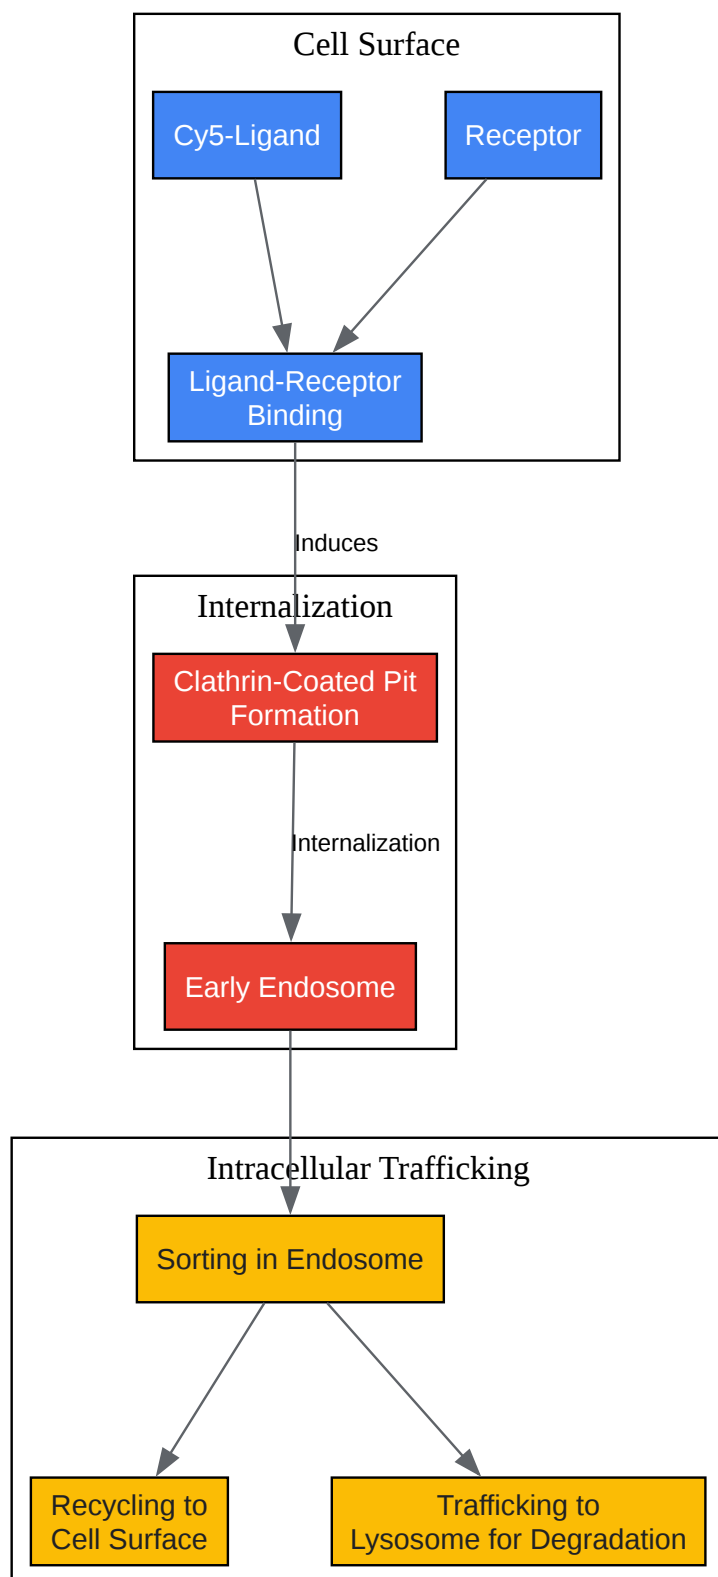 Cell Surface
Cy5-Ligand
Receptor
Ligand-Receptor
Binding
Induces
Internalization
Clathrin-Coated Pit
Formation
Internalization
Early Endosome
Intracellular Trafficking
Sorting in Endosome
Recycling to
Cell Surface
Trafficking to
Lysosome for Degradation